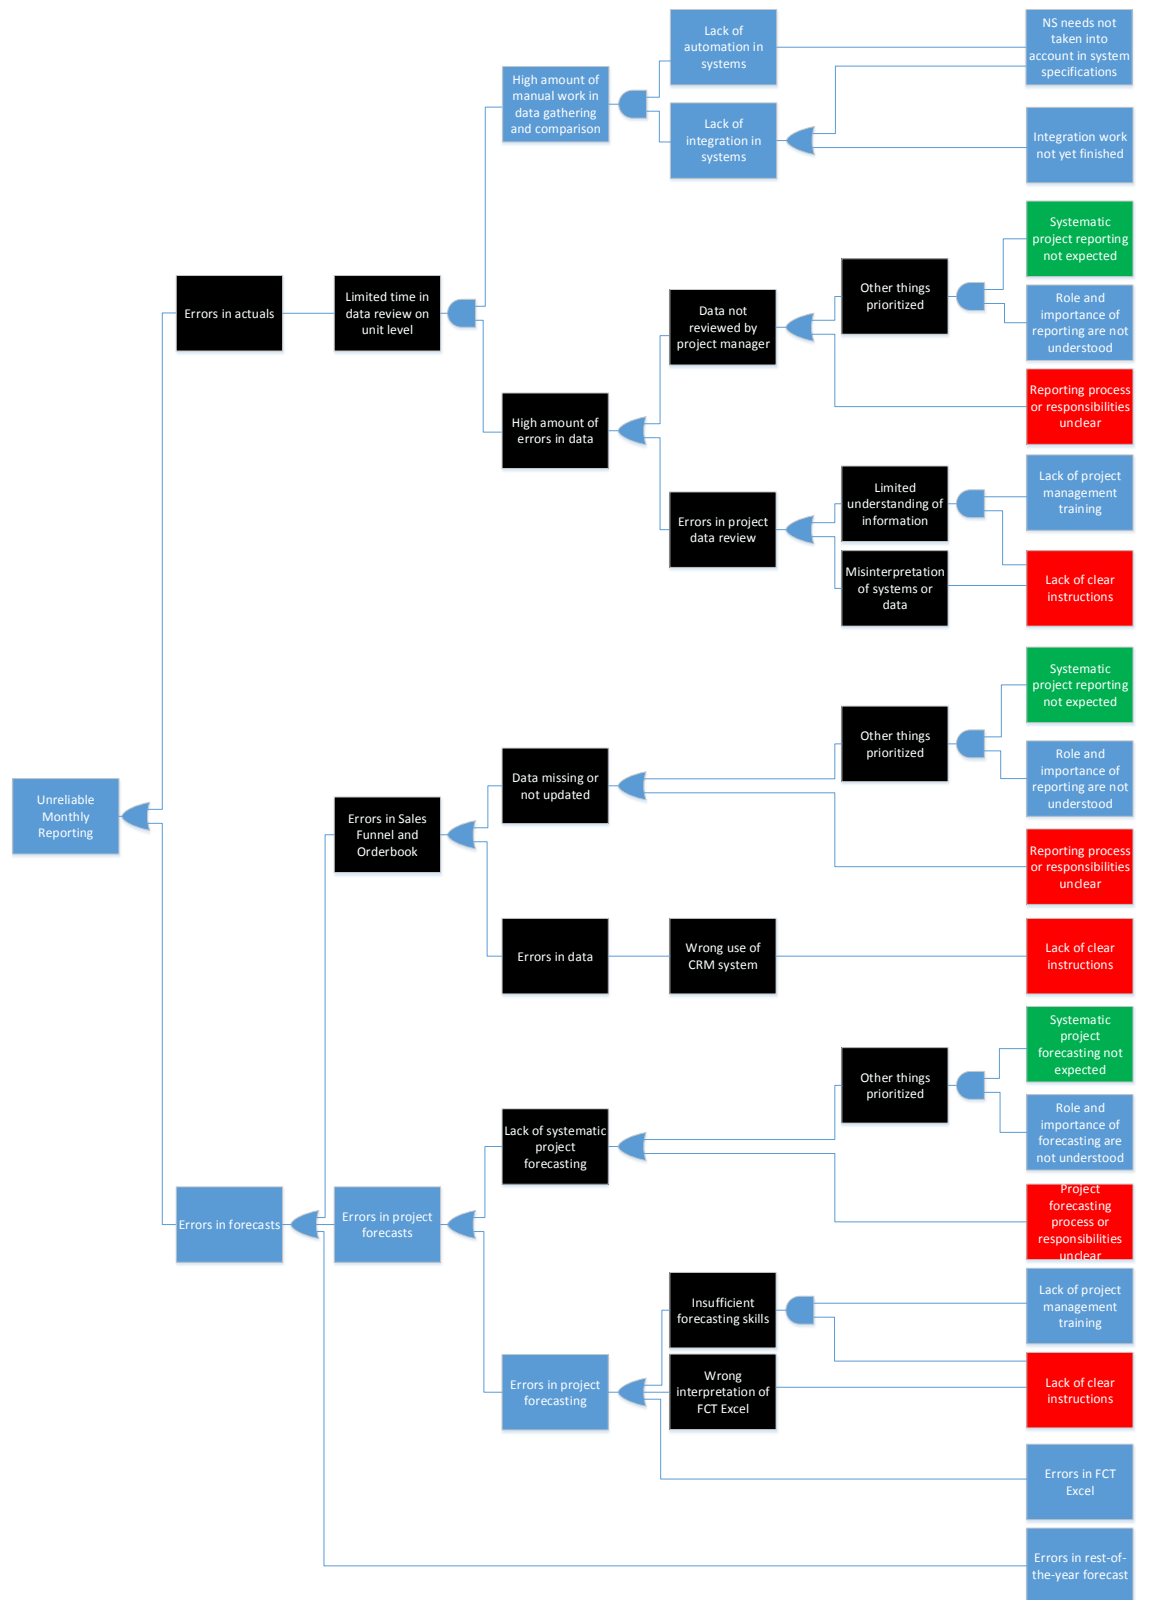 Lack of
automation in
systems
NS needs not
taken into
account in system
specifications
High amount of
manual work in
data gathering
and comparison
Lack of
integration in
systems
Integration work
not yet finished
Systematic
project reporting
not expected
Other things
prioritized
Role and
importance of
reporting are not
understood
Errors in actuals
Limited time in
data review on
unit level
Data not
reviewed by
project manager
Reporting process
or responsibilities
unclear
High amount of
errors in data
Lack of project
management
training
Limited
understanding of
information
Errors in project
data review
Misinterpretation
of systems or
data
Lack of clear
instructions
Systematic
project reporting
not expected
Other things
prioritized
Role and
importance of
reporting are not
understood
Data missing or
not updated
Unreliable
Monthly
Reporting
Errors in Sales
Funnel and
Orderbook
Reporting process
or responsibilities
unclear
Errors in data
Wrong use of
CRM system
Lack of clear
instructions
Systematic
project
forecasting not
expected
Other things
prioritized
Role and
importance of
forecasting are
not understood
Lack of systematic
project
forecasting
Errors in forecasts
Errors in project
forecasts
Project
forecasting
process or
responsibilities
unclear
Insufficient
forecasting skills
Lack of project
management
training
Errors in project
forecasting
Wrong
interpretation of
FCT Excel
Lack of clear
instructions
Errors in FCT
Excel
Errors in rest-of-
the-year forecast